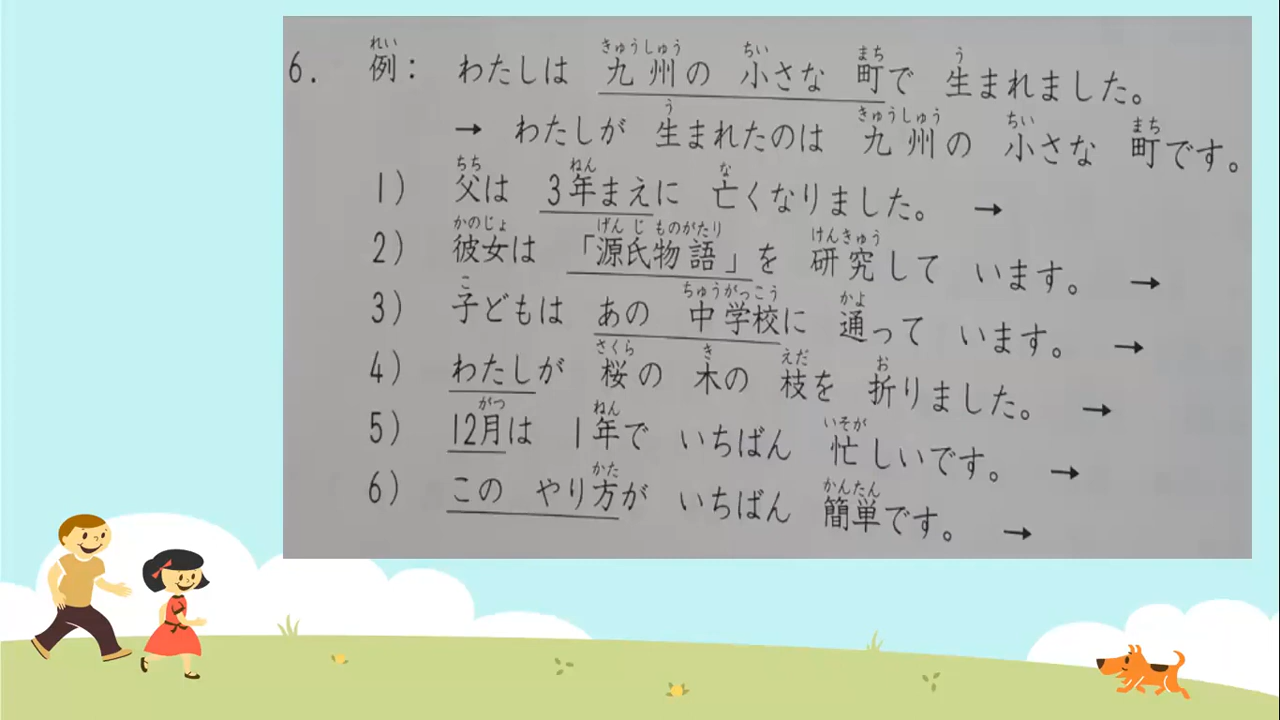 6. 例： わたしは 九州の 小さな 町で 生まれました。
→ わたしが 生まれたのは 九州の 小さな 町です。
1） 父は 3年まえに 亡くなりました。 →
2） 彼女は 「源氏物語」を 研究して います。 →
3） 子どもは あの 中学校に 通って います。 →
4） わたしが 桜の 木の 枝を 折りました。 →
5） 12月は 1年で いちばん 忙しいです。 →
6） この やり方が いちばん 簡単です。 →